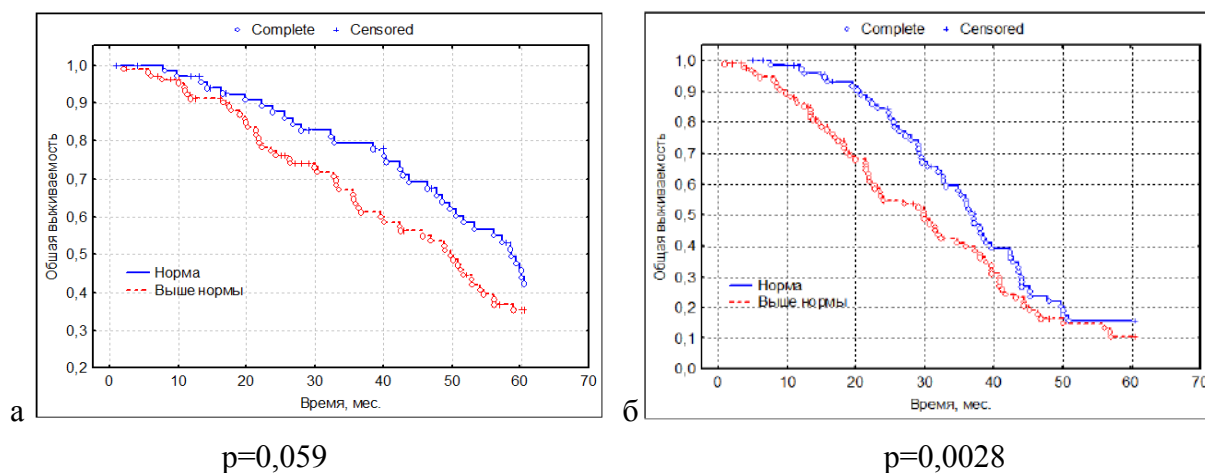 Complete Censored
Общая выживаемость
1,0
0,9
0,8
0,7
0,6
0,5
0,4
0,3
0,2
Норма
Выше нормы
0 10 20 30 40 50 60 70
Время, мес.
а
p=0,059
Complete Censored
Общая выживаемость
1,0
0,9
0,8
0,7
0,6
0,5
0,4
0,3
0,2
0,1
0,0
Норма
Выше нормы
0 10 20 30 40 50 60 70
Время, мес.
б
p=0,0028